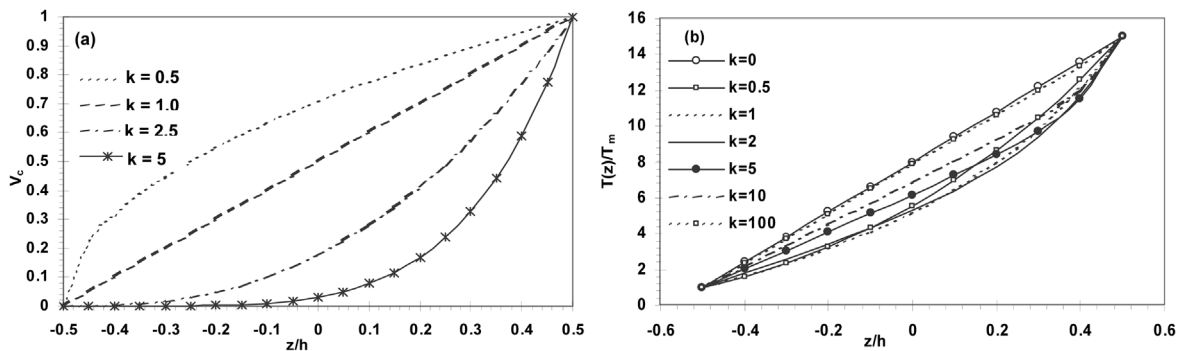 (a)
1
0.9
0.8
0.7
0.6
0.5
0.4
0.3
0.2
0.1
0
V_c
k = 0.5
k = 1.0
k = 2.5
k = 5
-0.5 -0.4 -0.3 -0.2 -0.1 0 0.1 0.2 0.3 0.4 0.5
z/h
(b)
16
14
12
10
8
6
4
2
0
T(z)/T_m
k=0
k=0.5
k=1
k=2
k=5
k=10
k=100
-0.6 -0.4 -0.2 0 0.2 0.4 0.6
z/h